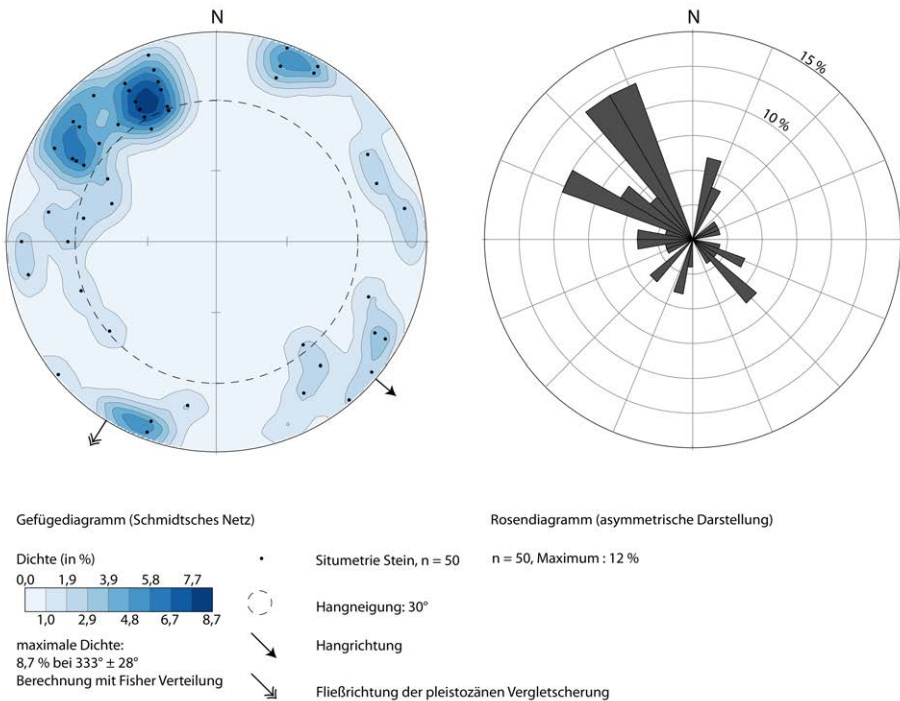 N
N
15 %
10 %
Gefügediagramm (Schmidtsches Netz)
Rosendiagramm (asymmetrische Darstellung)
Dichte (in %)
0,0 1,9 3,9 5,8 7,7
1,0 2,9 4,8 6,7 8,7
maximale Dichte:
8,7 % bei 333° ± 28°
Berechnung mit Fisher Verteilung
Situmetrie Stein, n = 50
Hangneigung: 30°
Hangrichtung
Fließrichtung der pleistozänen Vergletscherung
n = 50, Maximum : 12 %